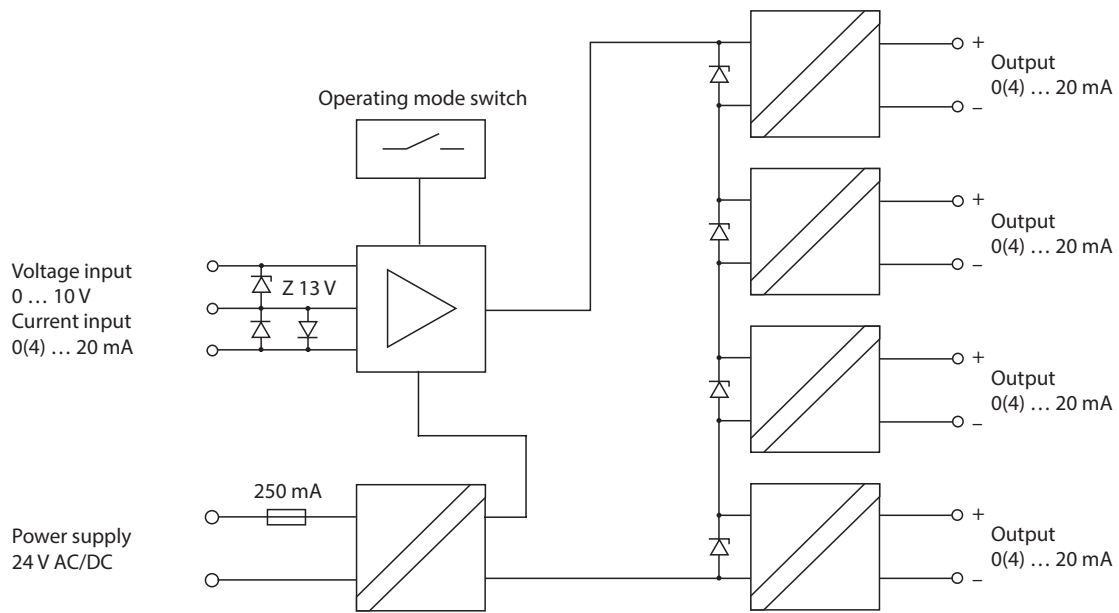 Operating mode switch
Voltage input
0 … 10 V
Current input
0(4) … 20 mA
Z 13 V
250 mA
Power supply
24 V AC/DC
+
Output
0(4) … 20 mA
–
+
Output
0(4) … 20 mA
–
+
Output
0(4) … 20 mA
–
+
Output
0(4) … 20 mA
–